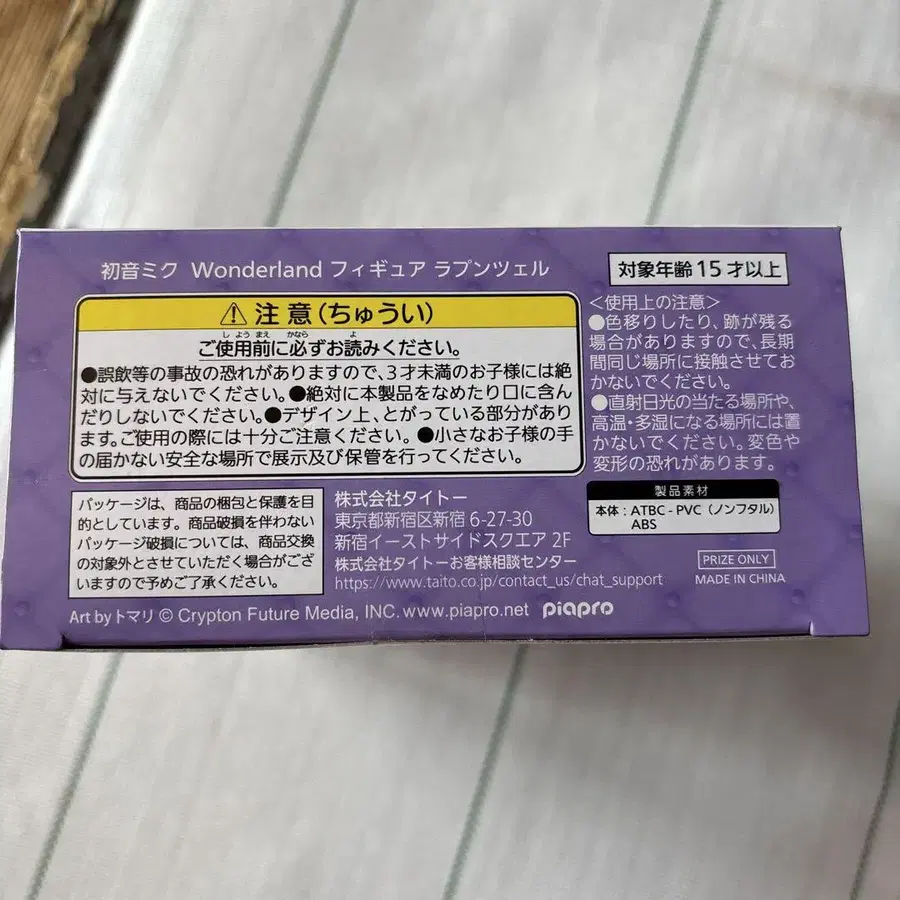 初音ミク Wonderland フィギュア ラプンツェル
対象年齢15才以上
⚠注意(ちゅうい)
しようまえ かなら よ
ご使用前に必ずお読みください。
●誤飲等の事故の恐れがありますので、3才未満のお子様には絶
対に与えないでください。●絶対に本製品をなめたり口に含ん
だりしないでください。●デザイン上、とがっている部分があり
ます。ご使用の際には十分ご注意ください。 ●小さなお子様の手
の届かない安全な場所で展示及び保管を行ってください。
<使用上の注意>
●色移りしたり、跡が残る
場合がありますので、長期
間同じ場所に接触させてお
かないでください。
●直射日光の当たる場所や、
高温・多湿になる場所には置
かないでください。変色や
変形の恐れがあります。
製品素材
本体:ATBC-PVC(ノンフタル)
ABS
パッケージは、商品の梱包と保護を目
的としています。商品破損を伴わない
パッケージ破損については、商品交換
の対象外とさせていただく場合がござ
いますので予めご了承ください。
株式会社タイトー
東京都新宿区新宿 6-27-30
新宿イーストサイドスクエア 2F
株式会社タイトーお客様相談センター
https://www.taito.co.jp/contact_us/chat_support
PRIZE ONLY
MADE IN CHINA
Art by トマリ © Crypton Future Media, INC. www.piapro.net piapro